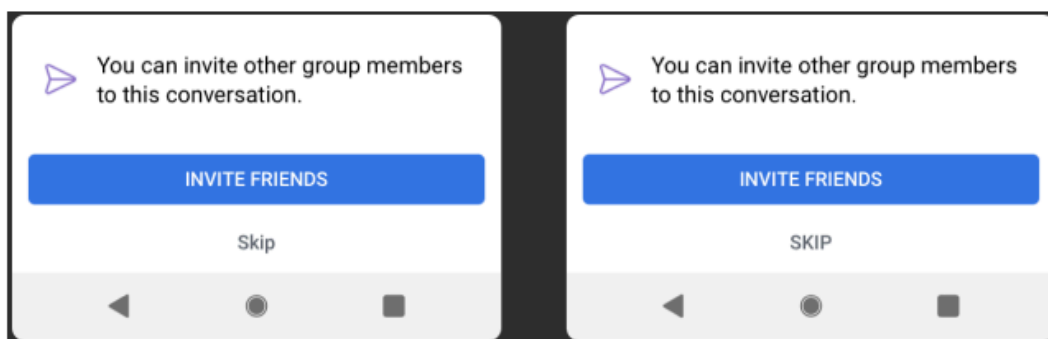 You can invite other group members
to this conversation.
INVITE FRIENDS
Skip
You can invite other group members
to this conversation.
INVITE FRIENDS
SKIP